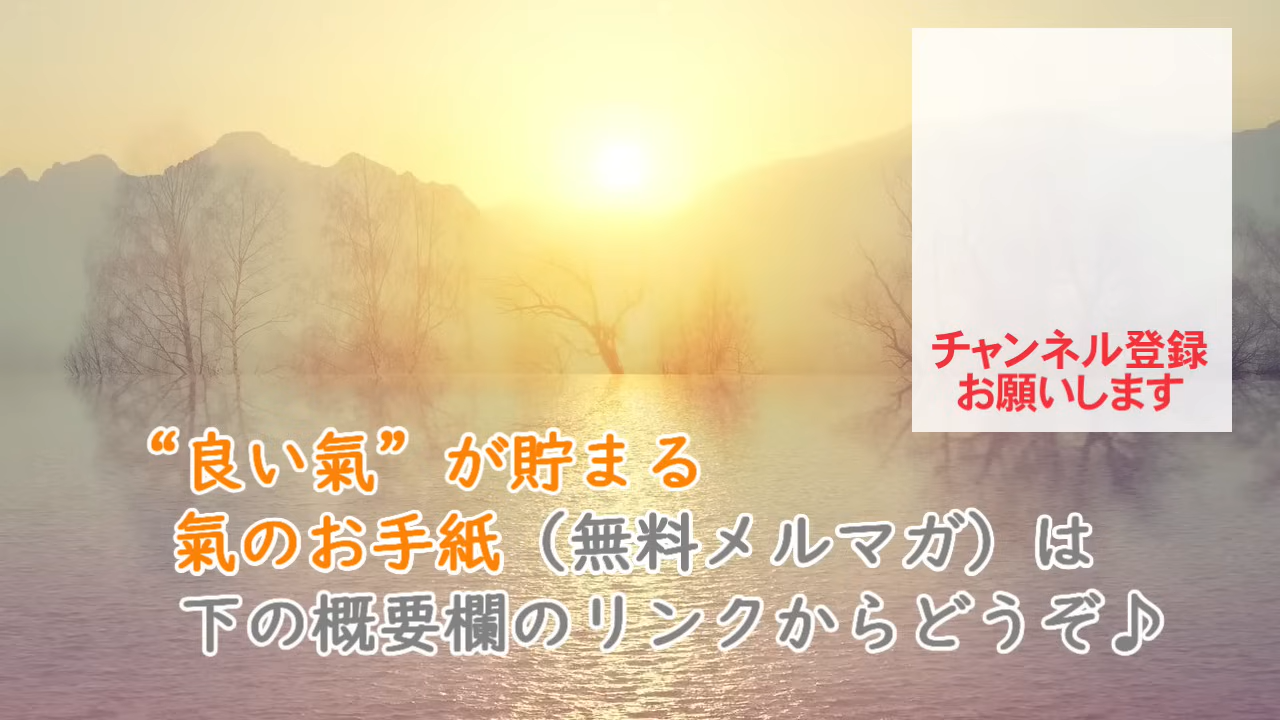 チャンネル登録
お願いします
“良い氣”が貯まる
氣のお手紙（無料メルマガ）は
下の概要欄のリンクからどうぞ♪